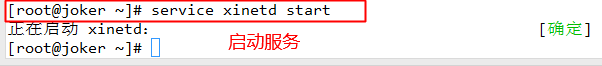 [root@joker ~]# service xinetd start
正在启动 xinetd： [确定]
[root@joker ~]# 
启动服务